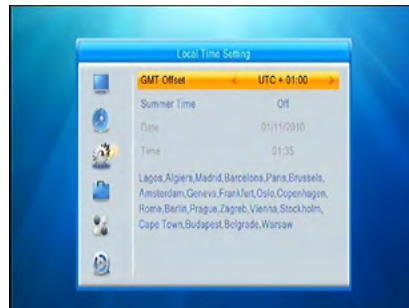 Local Time Setting
GMT Offset < UTC + 01:00 >
Summer Time Off
Date 01/11/2010
Time 01:35
Lagos,Algiers,Madrid,Barcelona,Paris,Brussels,
Amsterdam,Geneva,Frankfurt,Oslo,Copenhagen,
Rome,Berlin,Prague,Zagreb,Vienna,Stockholm,
Cape Town,Budapest,Belgrade,Warsaw